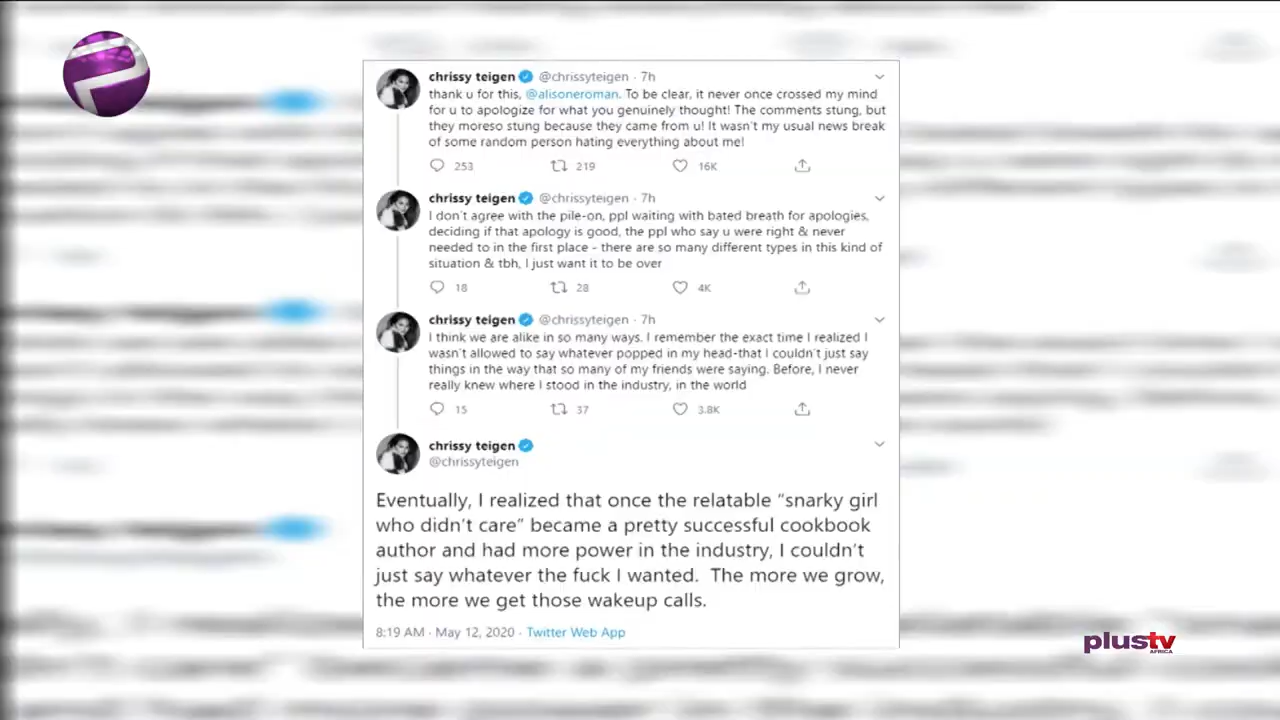 chrissy teigen @chrissyteigen · 7h
thank u for this, @alisoneroman. To be clear, it never once crossed my mind
for u to apologize for what you genuinely thought! The comments stung, but
they moreso stung because they came from u! It wasn't my usual news break
of some random person hating everything about me!
253 219 16K
chrissy teigen @chrissyteigen · 7h
I don't agree with the pile-on, ppl waiting with bated breath for apologies,
deciding if that apology is good, the ppl who say u were right & never
needed to in the first place - there are so many different types in this kind of
situation & tbh, I just want it to be over
18 28 4K
chrissy teigen @chrissyteigen · 7h
I think we are alike in so many ways. I remember the exact time I realized I
wasn't allowed to say whatever popped in my head-that I couldn't just say
things in the way that so many of my friends were saying. Before, I never
really knew where I stood in the industry, in the world
15 37 3.8K
chrissy teigen
@chrissyteigen
Eventually, I realized that once the relatable “snarky girl
who didn't care” became a pretty successful cookbook
author and had more power in the industry, I couldn't
just say whatever the fuck I wanted. The more we grow,
the more we get those wakeup calls.
8:19 AM · May 12, 2020 · Twitter Web App
plustv
AFRICA